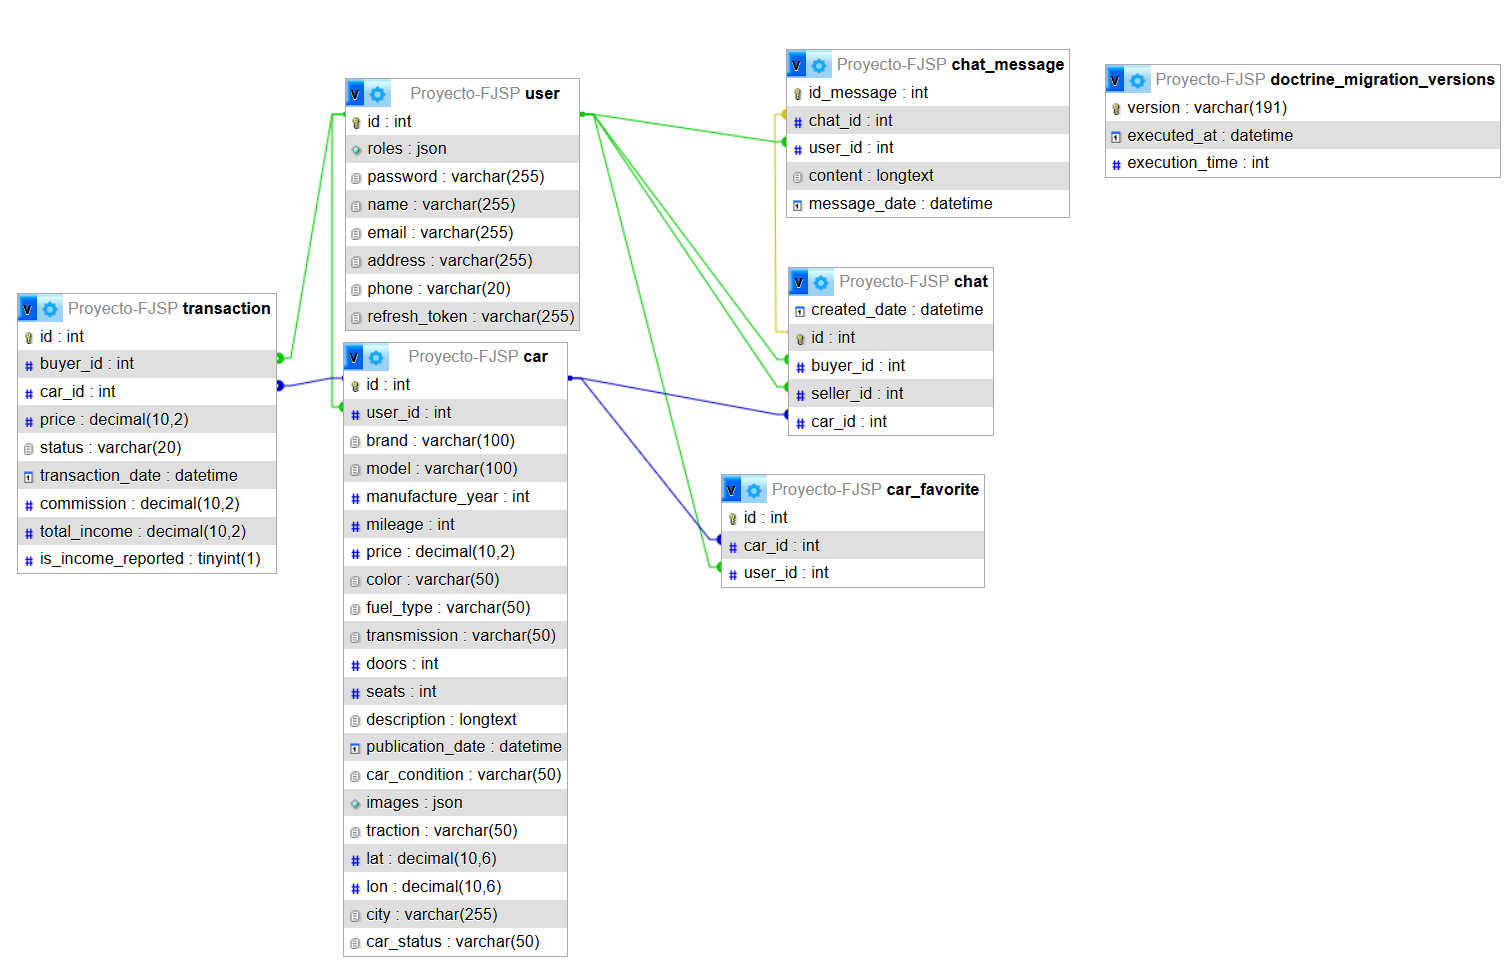 v Proyecto-FJSP user
id : int
roles : json
password : varchar(255)
name : varchar(255)
email : varchar(255)
address : varchar(255)
phone : varchar(20)
refresh_token : varchar(255)
v Proyecto-FJSP chat_message
id_message : int
# chat_id : int
# user_id : int
content : longtext
message_date : datetime
v Proyecto-FJSP doctrine_migration_versions
version : varchar(191)
executed_at : datetime
# execution_time : int
v Proyecto-FJSP transaction
id : int
# buyer_id : int
# car_id : int
# price : decimal(10,2)
status : varchar(20)
transaction_date : datetime
# commission : decimal(10,2)
# total_income : decimal(10,2)
# is_income_reported : tinyint(1)
v Proyecto-FJSP car
id : int
# user_id : int
brand : varchar(100)
model : varchar(100)
# manufacture_year : int
# mileage : int
# price : decimal(10,2)
color : varchar(50)
fuel_type : varchar(50)
transmission : varchar(50)
# doors : int
# seats : int
description : longtext
publication_date : datetime
car_condition : varchar(50)
images : json
traction : varchar(50)
# lat : decimal(10,6)
# lon : decimal(10,6)
city : varchar(255)
car_status : varchar(50)
v Proyecto-FJSP chat
created_date : datetime
id : int
# buyer_id : int
# seller_id : int
# car_id : int
v Proyecto-FJSP car_favorite
id : int
# car_id : int
# user_id : int